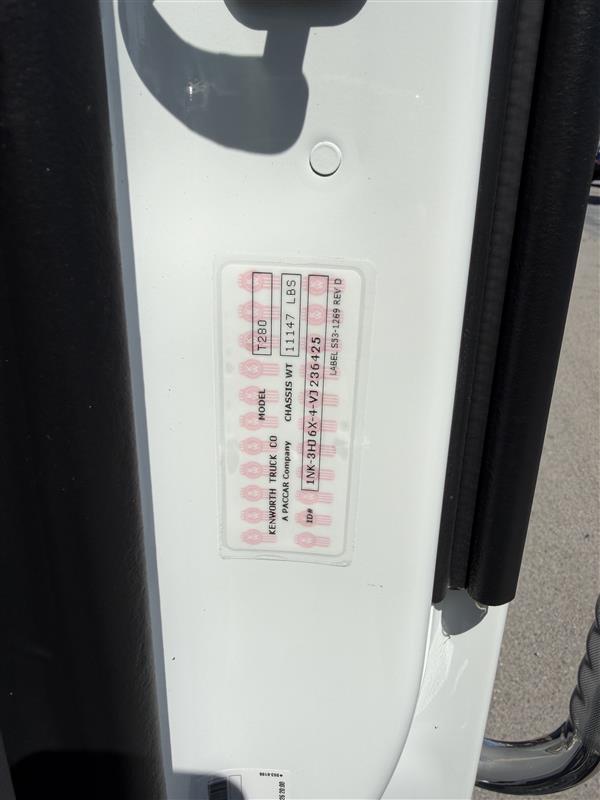 MODEL T280
KENWORTH TRUCK CO
A PACCAR Company CHASSIS WT 11147 LBS
ID# 1NK-3HJ6X-4-VJ236425
LABEL S53-1269 REV D